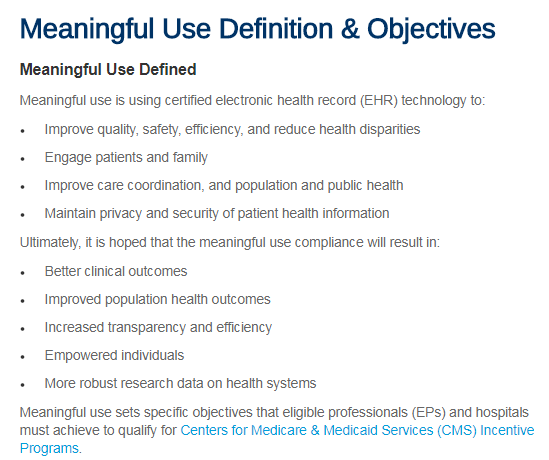 Meaningful Use Definition & Objectives
Meaningful Use Defined
Meaningful use is using certified electronic health record (EHR) technology to:
• Improve quality, safety, efficiency, and reduce health disparities
• Engage patients and family
• Improve care coordination, and population and public health
• Maintain privacy and security of patient health information
Ultimately, it is hoped that the meaningful use compliance will result in:
• Better clinical outcomes
• Improved population health outcomes
• Increased transparency and efficiency
• Empowered individuals
• More robust research data on health systems
Meaningful use sets specific objectives that eligible professionals (EPs) and hospitals
must achieve to qualify for Centers for Medicare & Medicaid Services (CMS) Incentive
Programs.